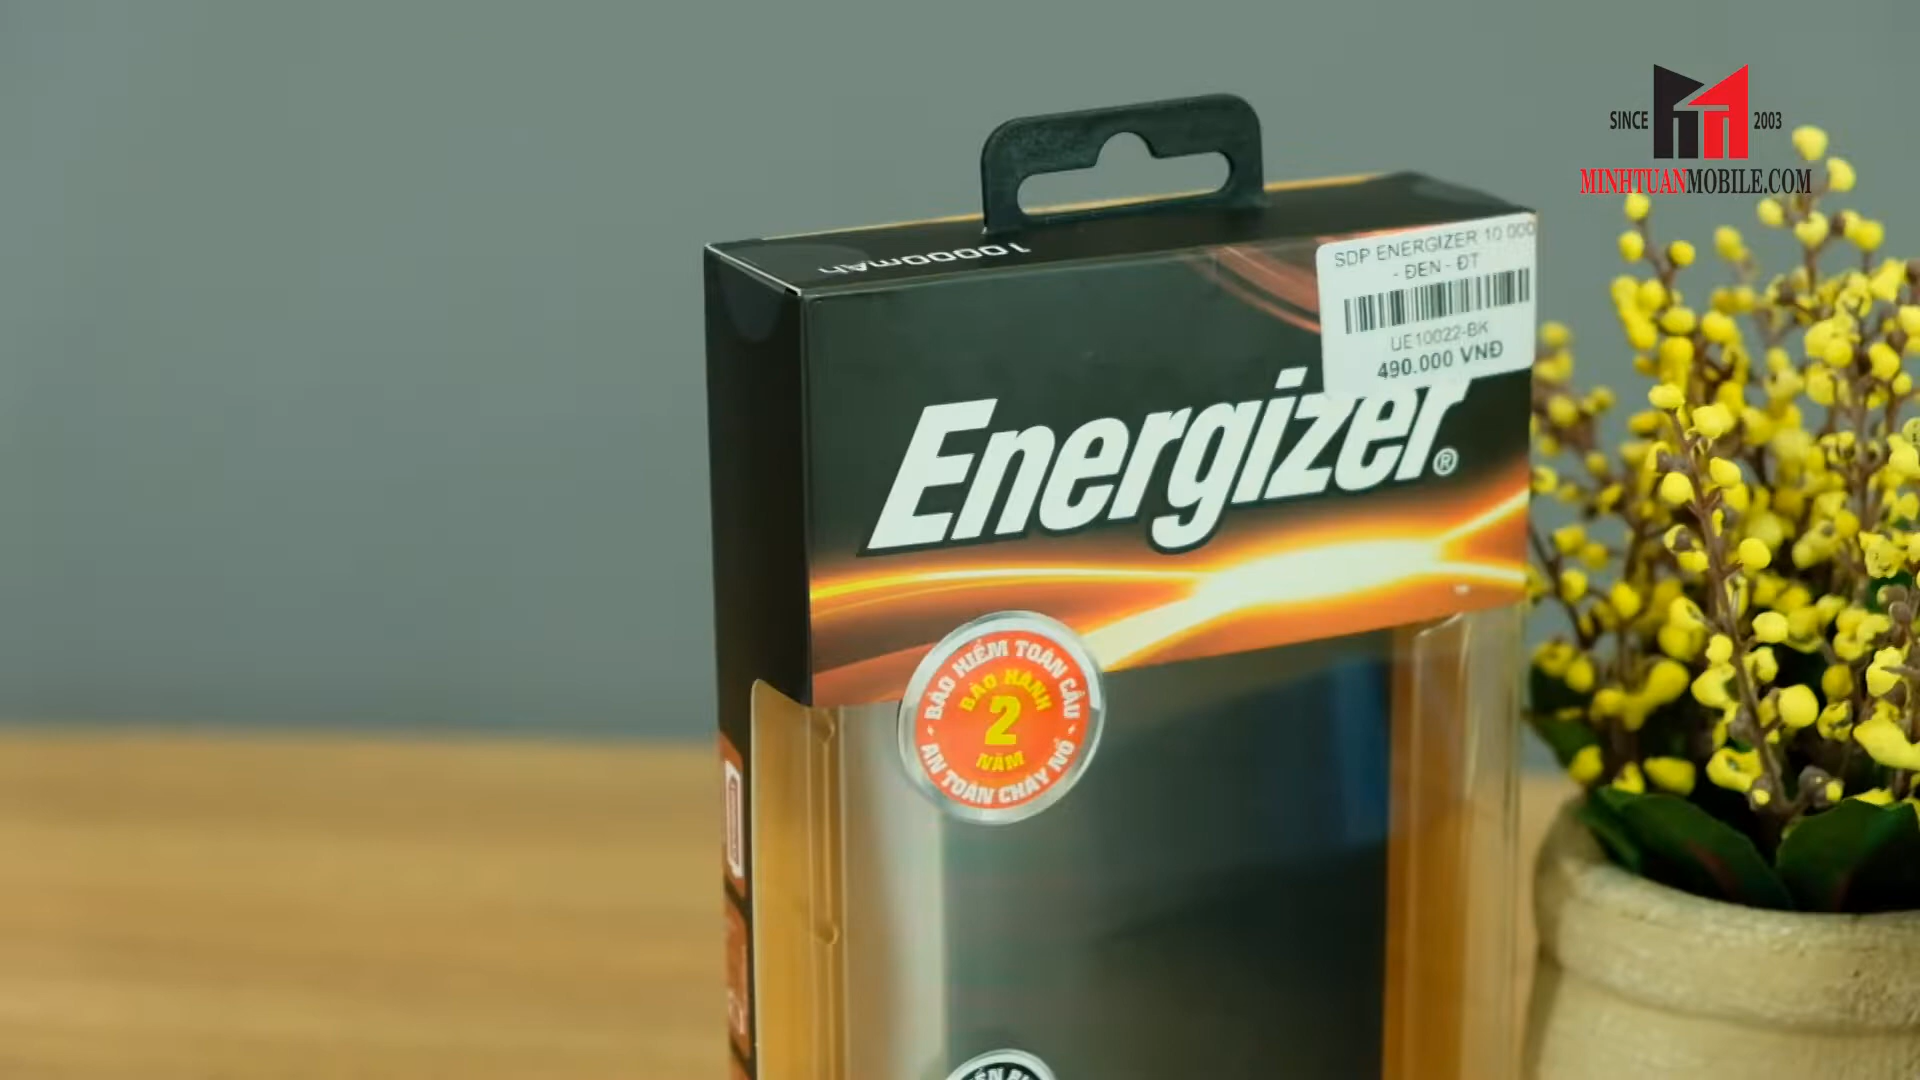 SINCE 2003
MINHTUANMOBILE.COM
10000mAh
SDP ENERGIZER 10 000
- ĐEN - ĐT
UE10022-BK
490.000 VNĐ
Energizer®
- BẢO HIỂM TOÀN CẦU -
BẢO HÀNH
2
NĂM
AN TOÀN CHÁY NỔ